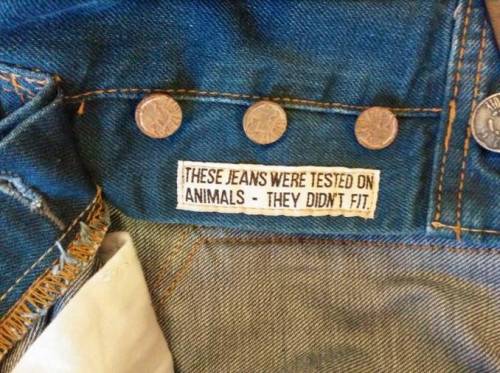 THESE JEANS WERE TESTED ON
ANIMALS - THEY DIDN'T FIT.